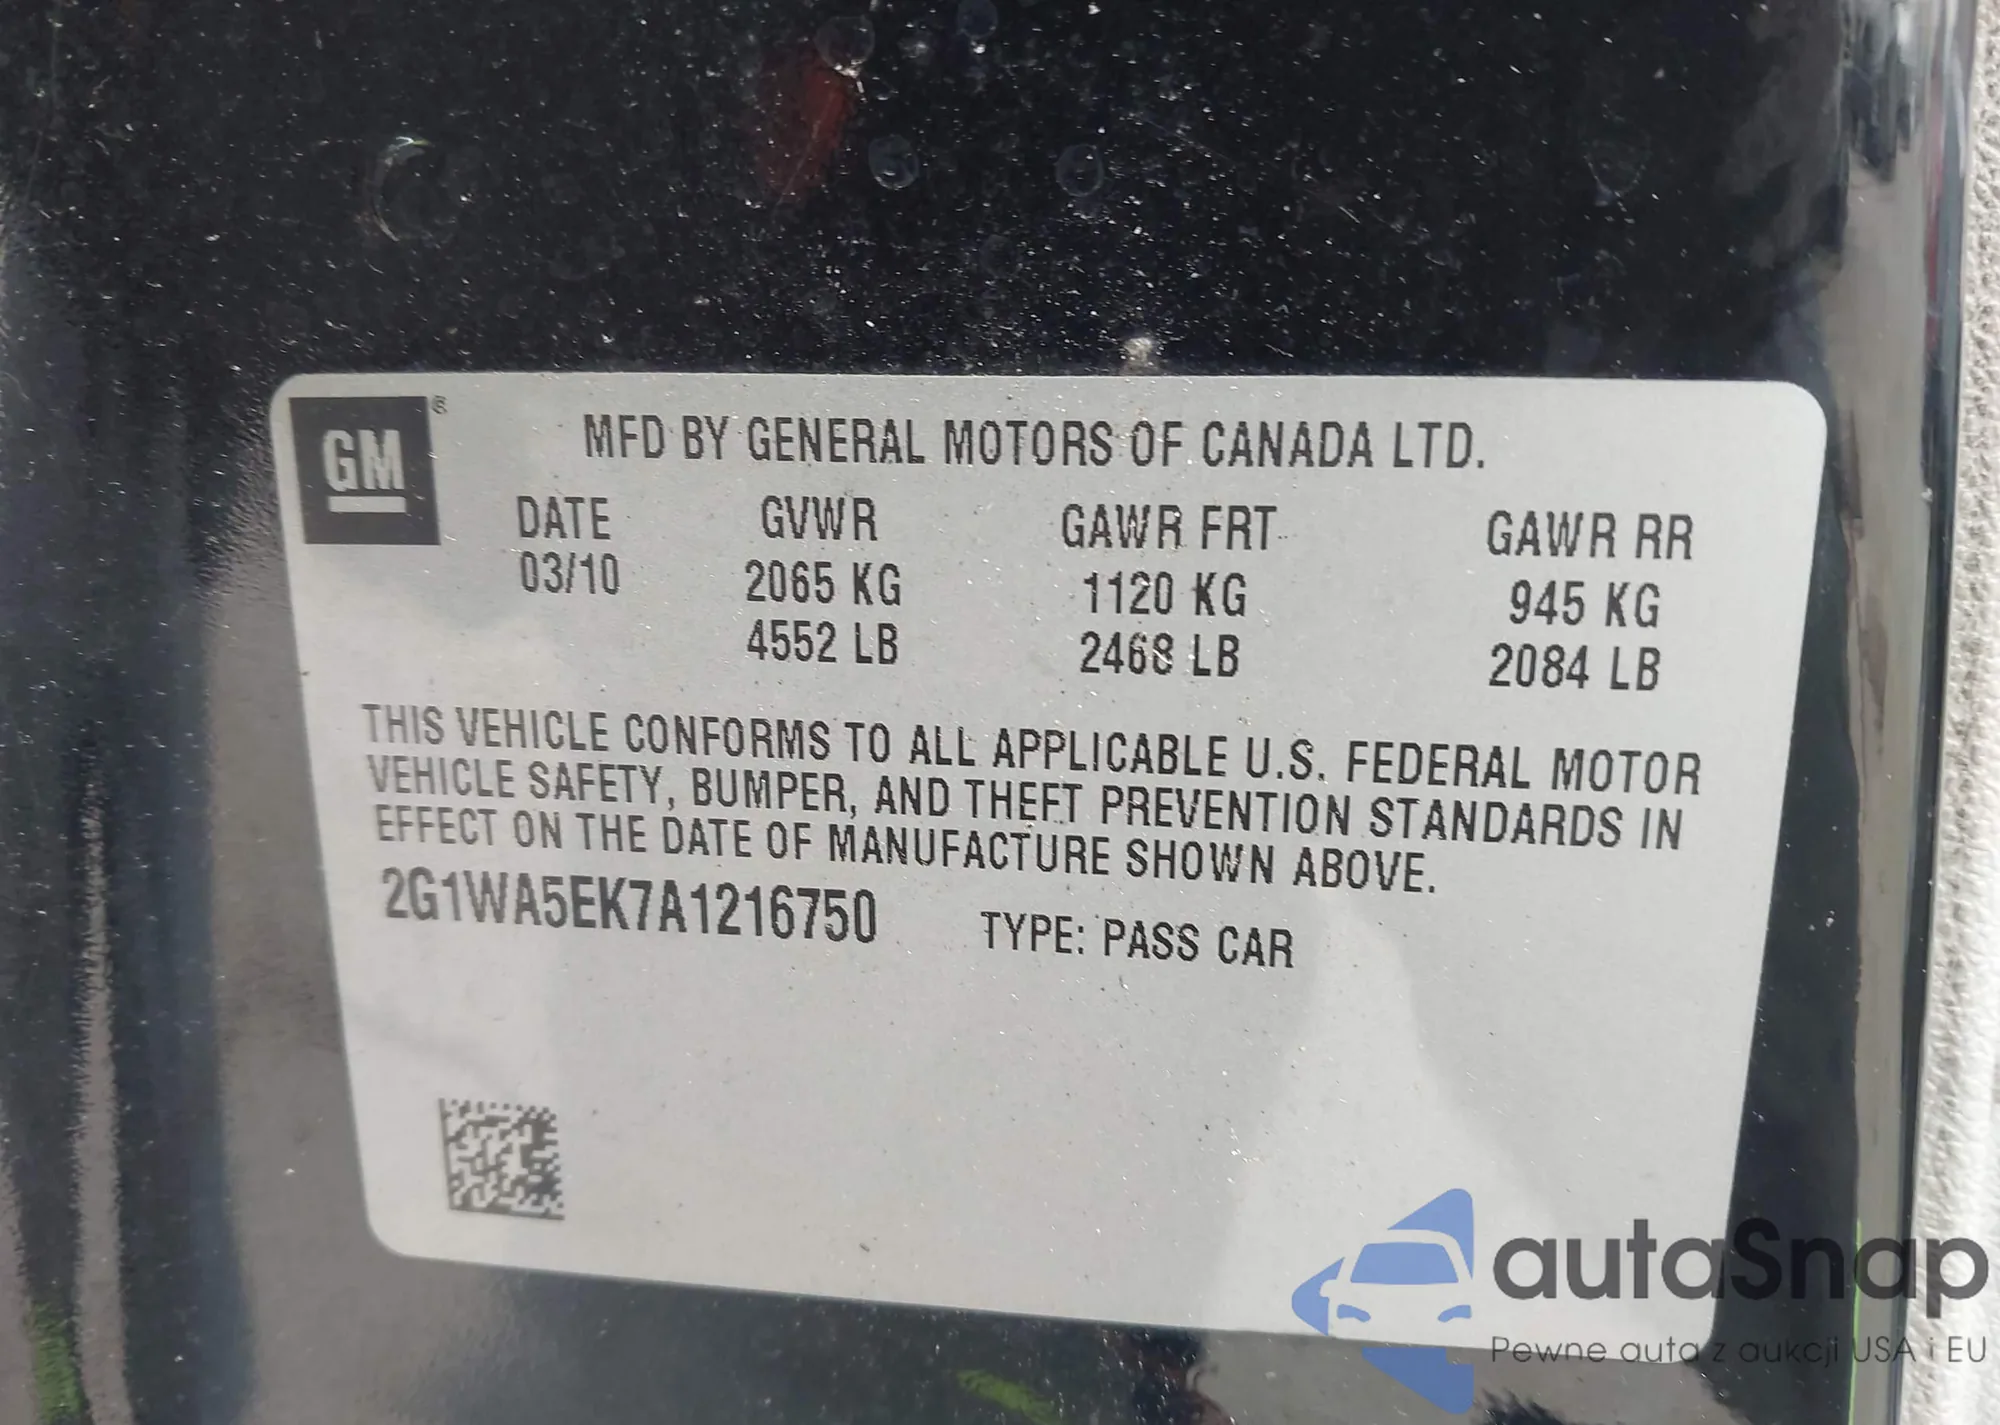 GM®
MFD BY GENERAL MOTORS OF CANADA LTD.
DATE GVWR GAWR FRT GAWR RR
03/10 2065 KG 1120 KG 945 KG
4552 LB 2468 LB 2084 LB
THIS VEHICLE CONFORMS TO ALL APPLICABLE U.S. FEDERAL MOTOR
VEHICLE SAFETY, BUMPER, AND THEFT PREVENTION STANDARDS IN
EFFECT ON THE DATE OF MANUFACTURE SHOWN ABOVE.
2G1WA5EK7A1216750 TYPE: PASS CAR
autaSnap
Pewne auta z aukcji USA i EU